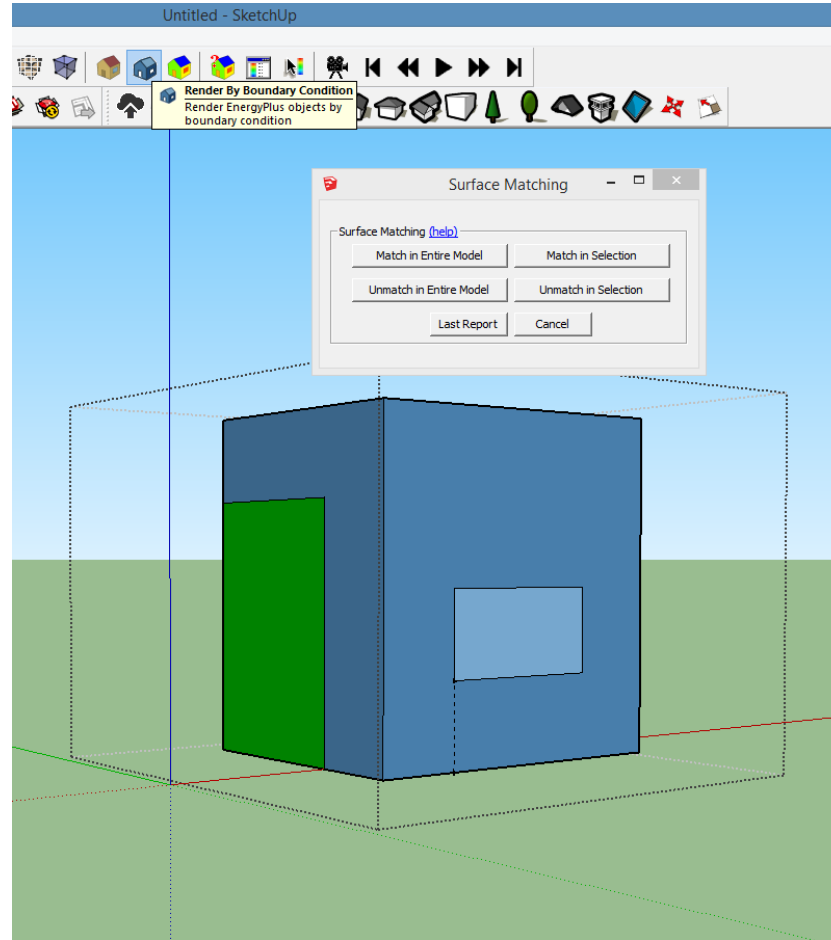 Untitled - SketchUp
Render By Boundary Condition
Render EnergyPlus objects by
boundary condition
Surface Matching
Surface Matching (help)
Match in Entire Model
Match in Selection
Unmatch in Entire Model
Unmatch in Selection
Last Report
Cancel